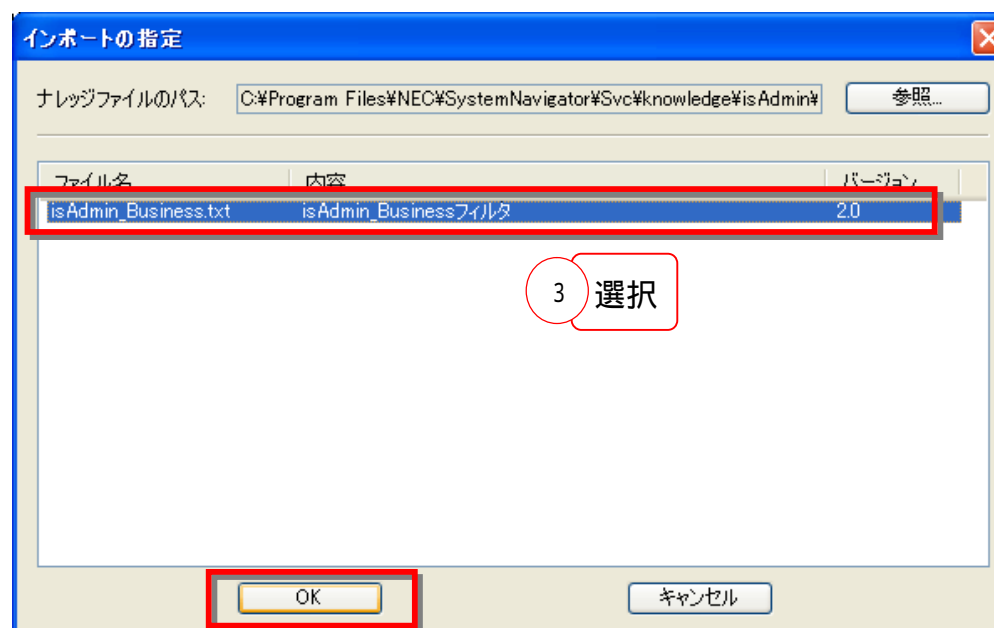 インポートの指定
ナレッジファイルのパス: C:¥Program Files¥NEC¥SystemNavigator¥Svc¥knowledge¥isAdmin¥ 参照...
ファイル名 内容 バージョン
isAdmin_Business.txt isAdmin_Businessフィルタ 2.0
3 選択
OK キャンセル